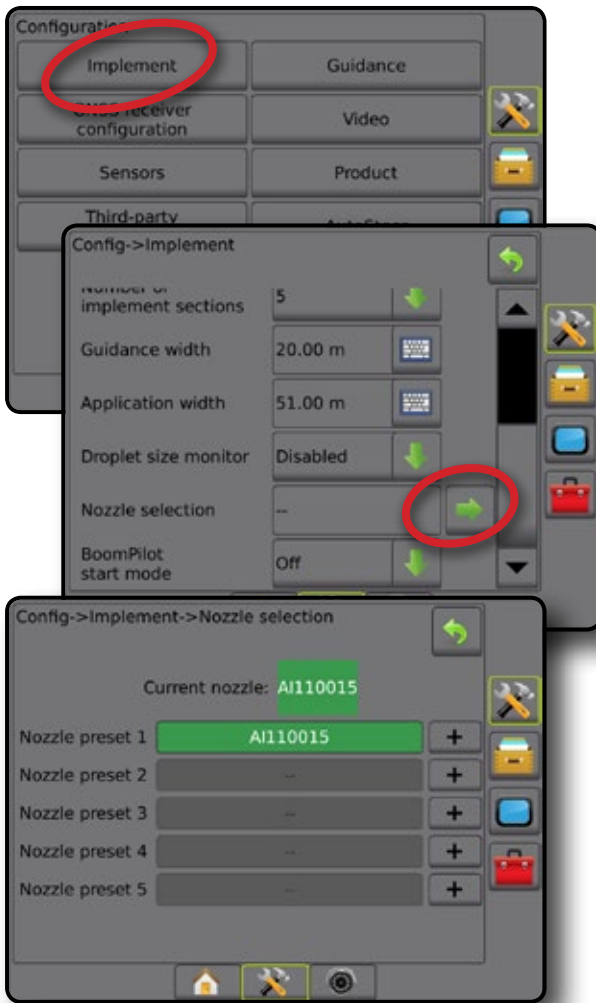 Configuration
Implement
Guidance
GNSS receiver
configuration
Video
Sensors
Product
Third-party
Config->Implement
Number of
implement sections
5
Guidance width
20.00 m
Application width
51.00 m
Droplet size monitor
Disabled
Nozzle selection
--
BoomPilot
start mode
Off
Config->Implement->Nozzle selection
Current nozzle: AI110015
Nozzle preset 1
AI110015
+
Nozzle preset 2
--
+
Nozzle preset 3
--
+
Nozzle preset 4
--
+
Nozzle preset 5
--
+